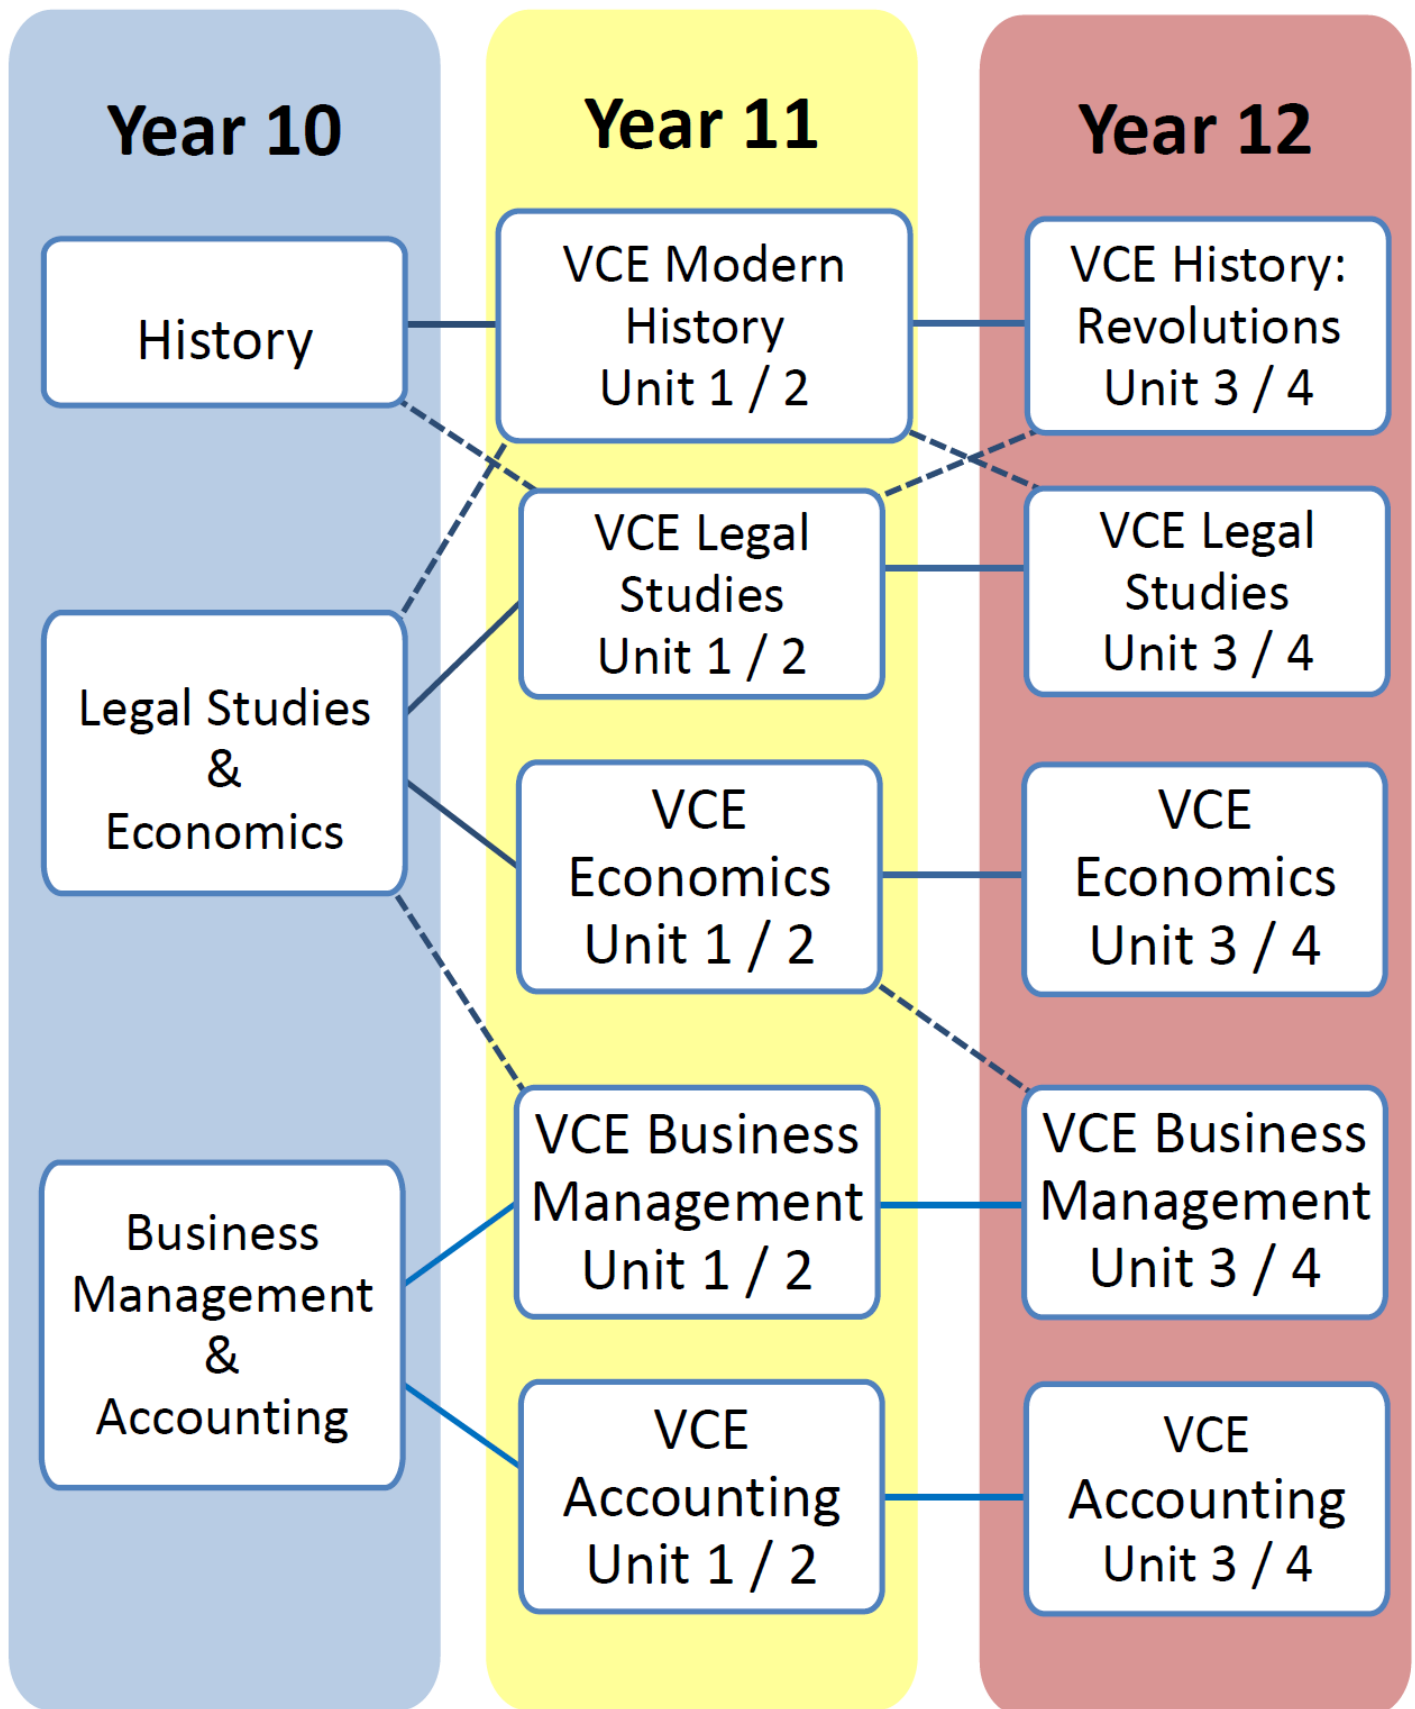 Year 10
History
Legal Studies
&
Economics
Business
Management
&
Accounting
Year 11
VCE Modern
History
Unit 1 / 2
VCE Legal
Studies
Unit 1 / 2
VCE
Economics
Unit 1 / 2
VCE Business
Management
Unit 1 / 2
VCE
Accounting
Unit 1 / 2
Year 12
VCE History:
Revolutions
Unit 3 / 4
VCE Legal
Studies
Unit 3 / 4
VCE
Economics
Unit 3 / 4
VCE Business
Management
Unit 3 / 4
VCE
Accounting
Unit 3 / 4